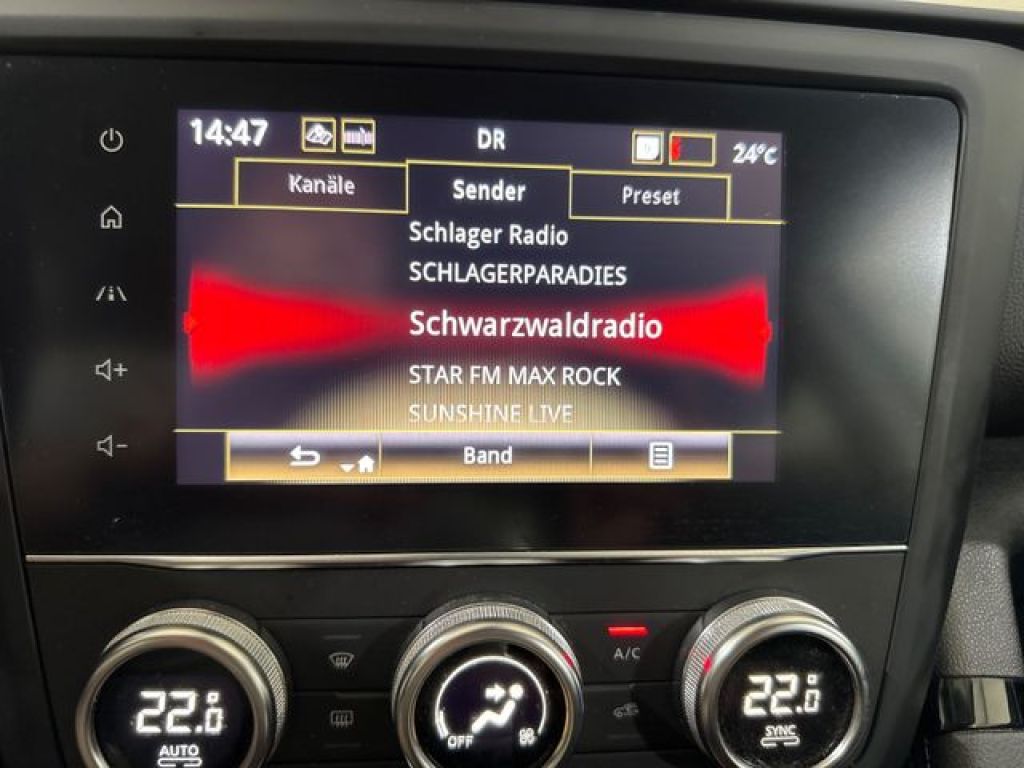 14:47 DR 24°C
Kanäle Sender Preset
Schlager Radio
SCHLAGERPARADIES
Schwarzwaldradio
STAR FM MAX ROCK
SUNSHINE LIVE
Band
A/C
22.0° 22.0°
OFF
AUTO SYNC